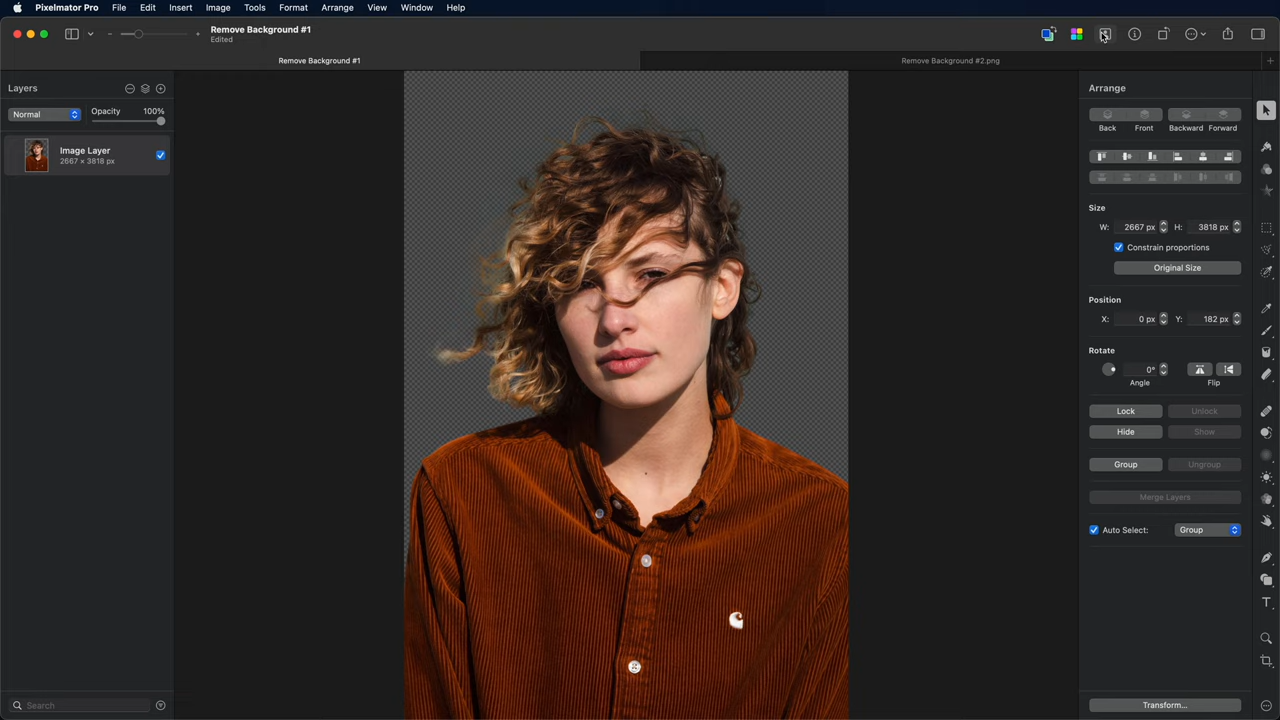 Pixelmator Pro File Edit Insert Image Tools Format Arrange View Window Help
Remove Background #1
Edited
Remove Background #1
Remove Background #2.png
Layers
Normal
Opacity 100%
Image Layer
2667 × 3818 px
Search
Arrange
Back Front Backward Forward
Size
W: 2667 px H: 3818 px
Constrain proportions
Original Size
Position
X: 0 px Y: 182 px
Rotate
0°
Angle Flip
Lock Unlock
Hide Show
Group Ungroup
Merge Layers
Auto Select: Group
Transform...